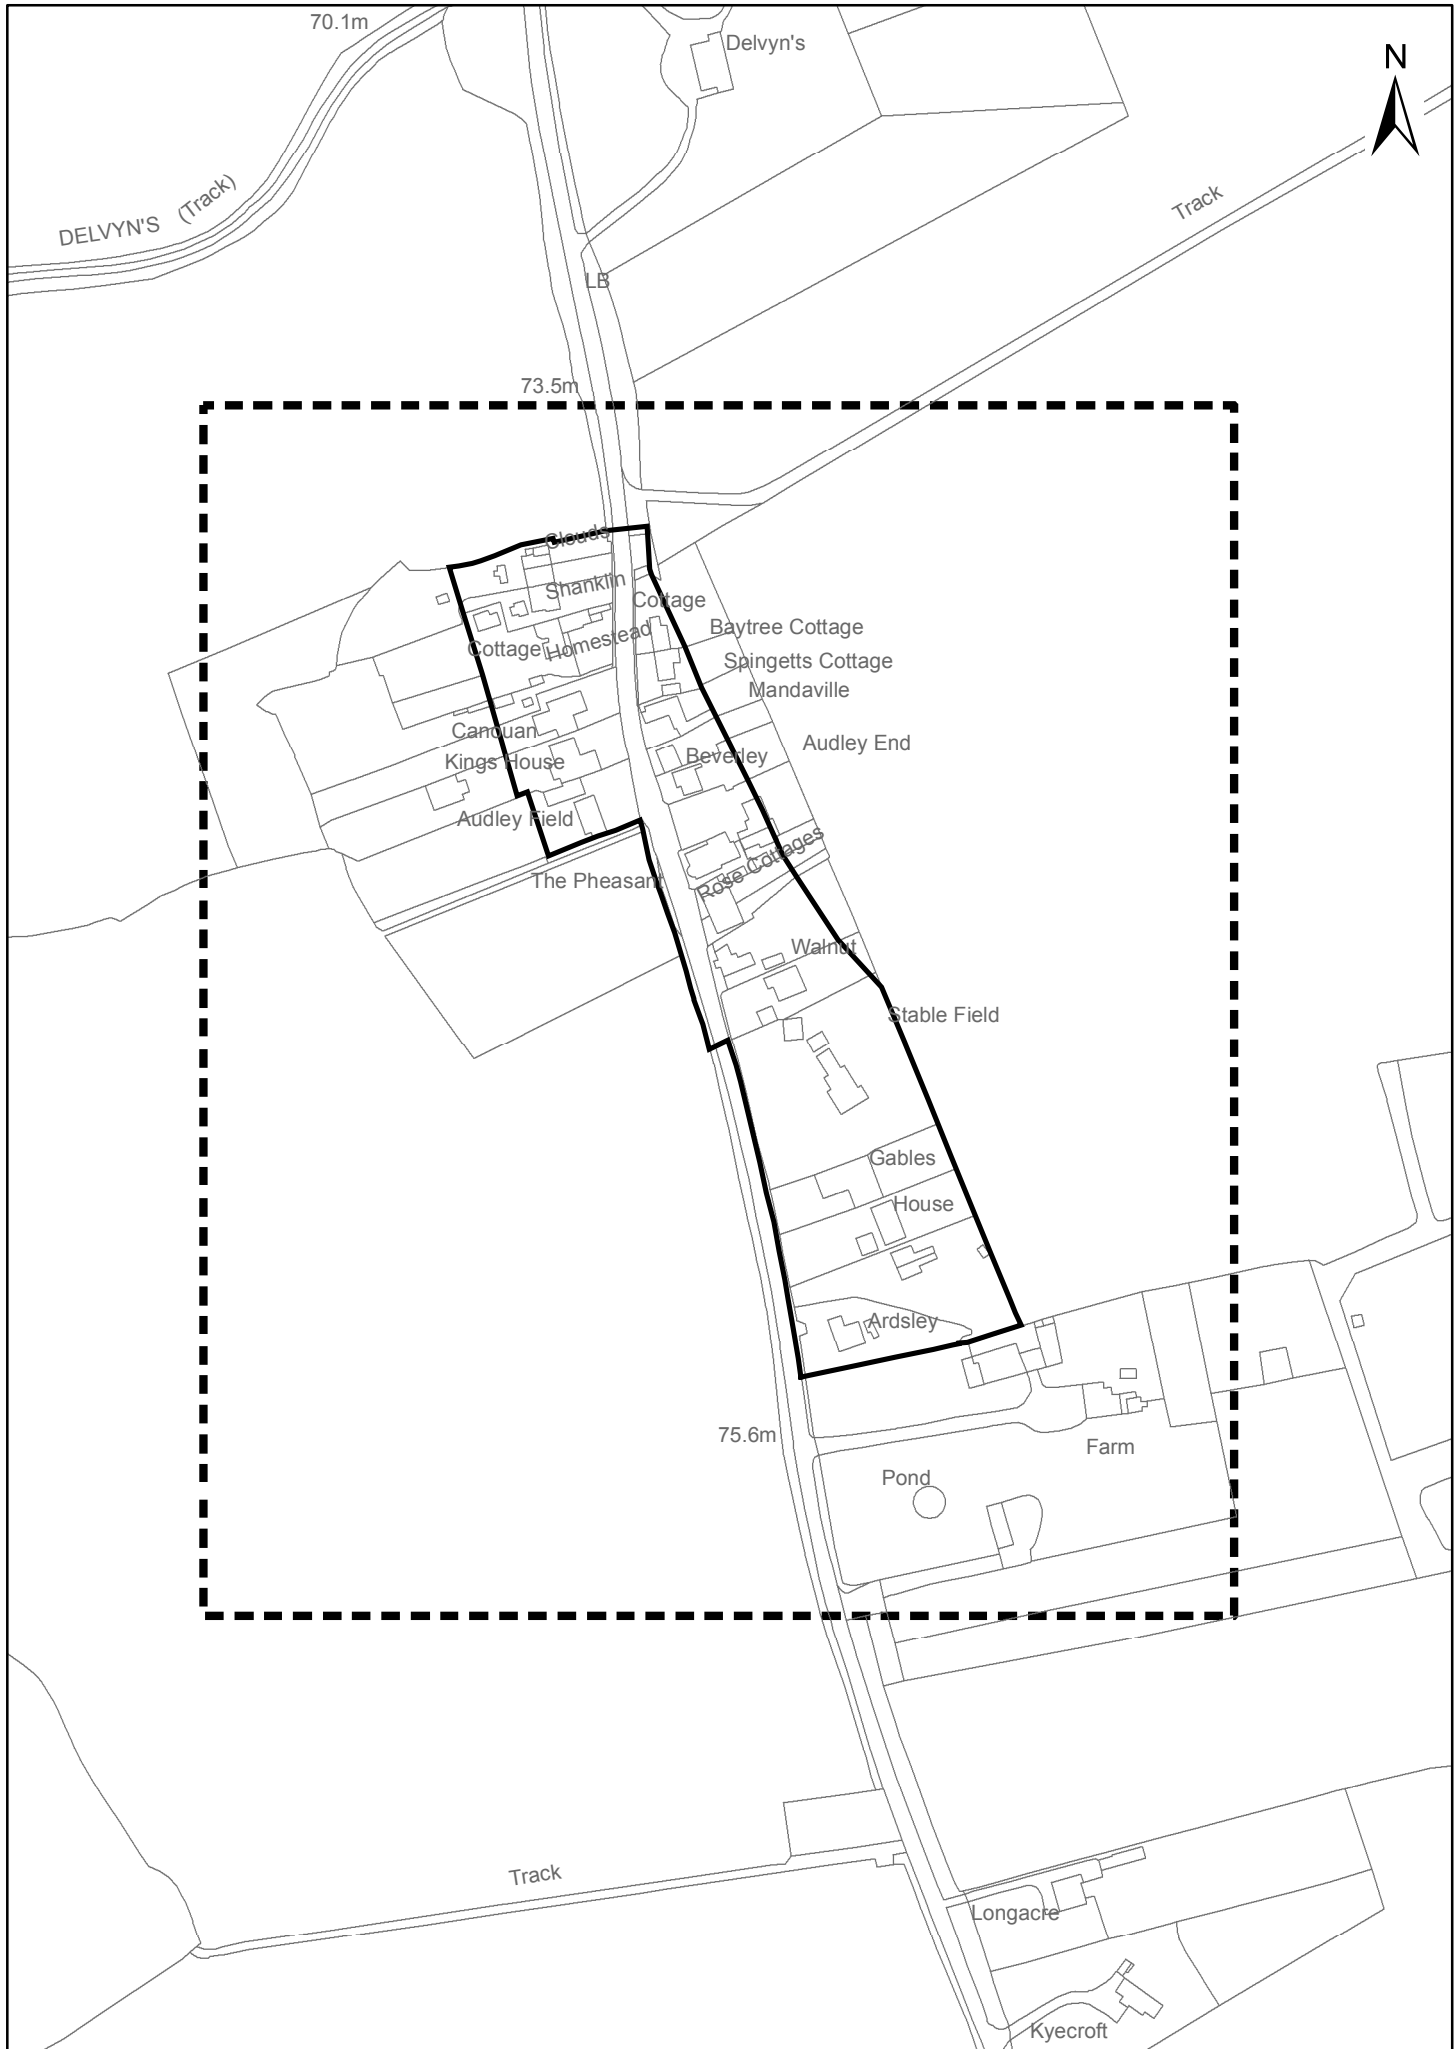 70.1m
Delvyn's
N
Track
DELVYN'S (Track)
LB
73.5m
Clouds
Shanklin
Cottage
Baytree Cottage
Cottage
Homestead
Spingetts Cottage
Mandaville
Canouan
Audley End
Beverley
Kings House
Audley Field
Rose Cottages
The Pheasant
Walnut
Stable Field
Gables
House
Ardsley
75.6m
Farm
Pond
Track
Longacre
Kyecroft